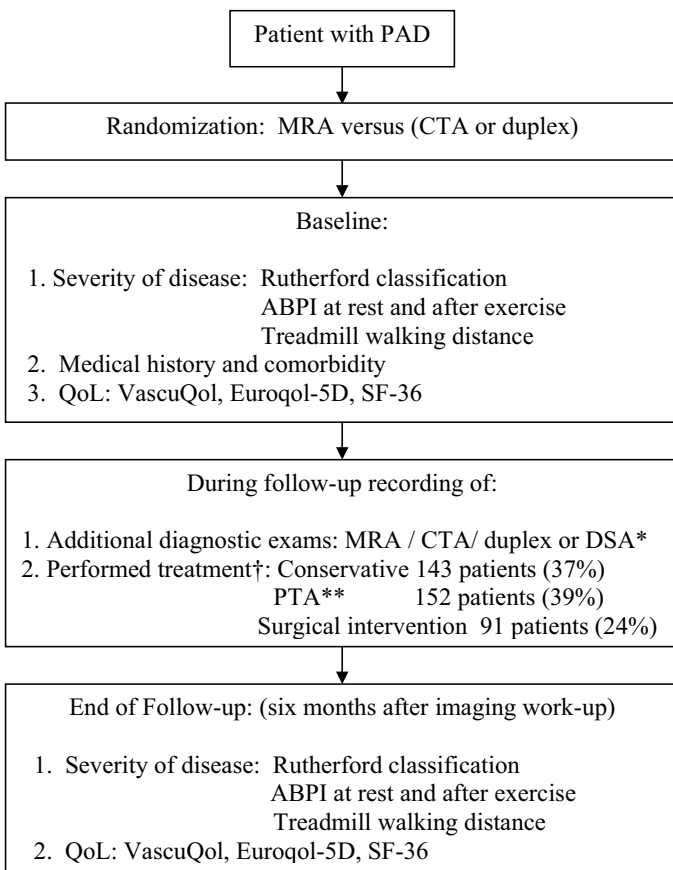 Patient with PAD
Randomization: MRA versus (CTA or duplex)
Baseline:
1. Severity of disease: Rutherford classification
ABPI at rest and after exercise
Treadmill walking distance
2. Medical history and comorbidity
3. QoL: VascuQol, Euroqol-5D, SF-36
During follow-up recording of:
1. Additional diagnostic exams: MRA / CTA/ duplex or DSA*
2. Performed treatment†: Conservative 143 patients (37%)
PTA** 152 patients (39%)
Surgical intervention 91 patients (24%)
End of Follow-up: (six months after imaging work-up)
1. Severity of disease: Rutherford classification
ABPI at rest and after exercise
Treadmill walking distance
2. QoL: VascuQol, Euroqol-5D, SF-36